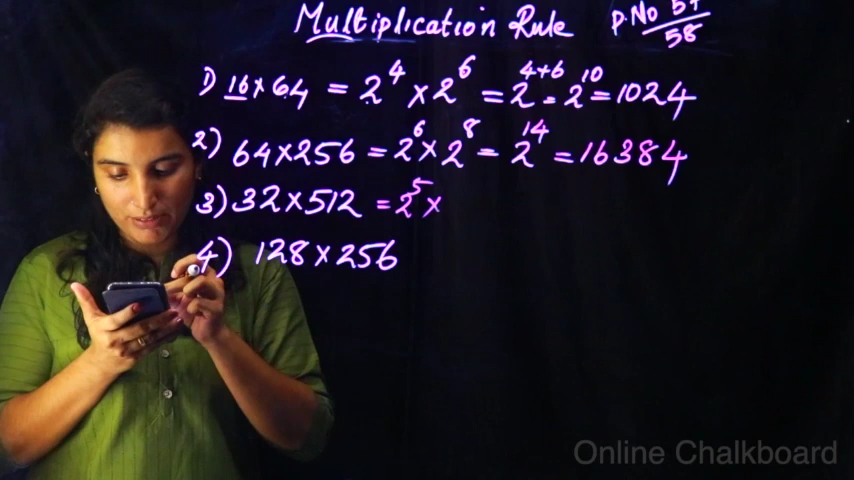 Multiplication Rule P.No 57/58
1) 16 x 64 = 2^4 x 2^6 = 2^4+6 = 2^10 = 1024
2) 64 x 256 = 2^6 x 2^8 = 2^14 = 16384
3) 32 x 512 = 2^5 x
4) 128 x 256
Online Chalkboard